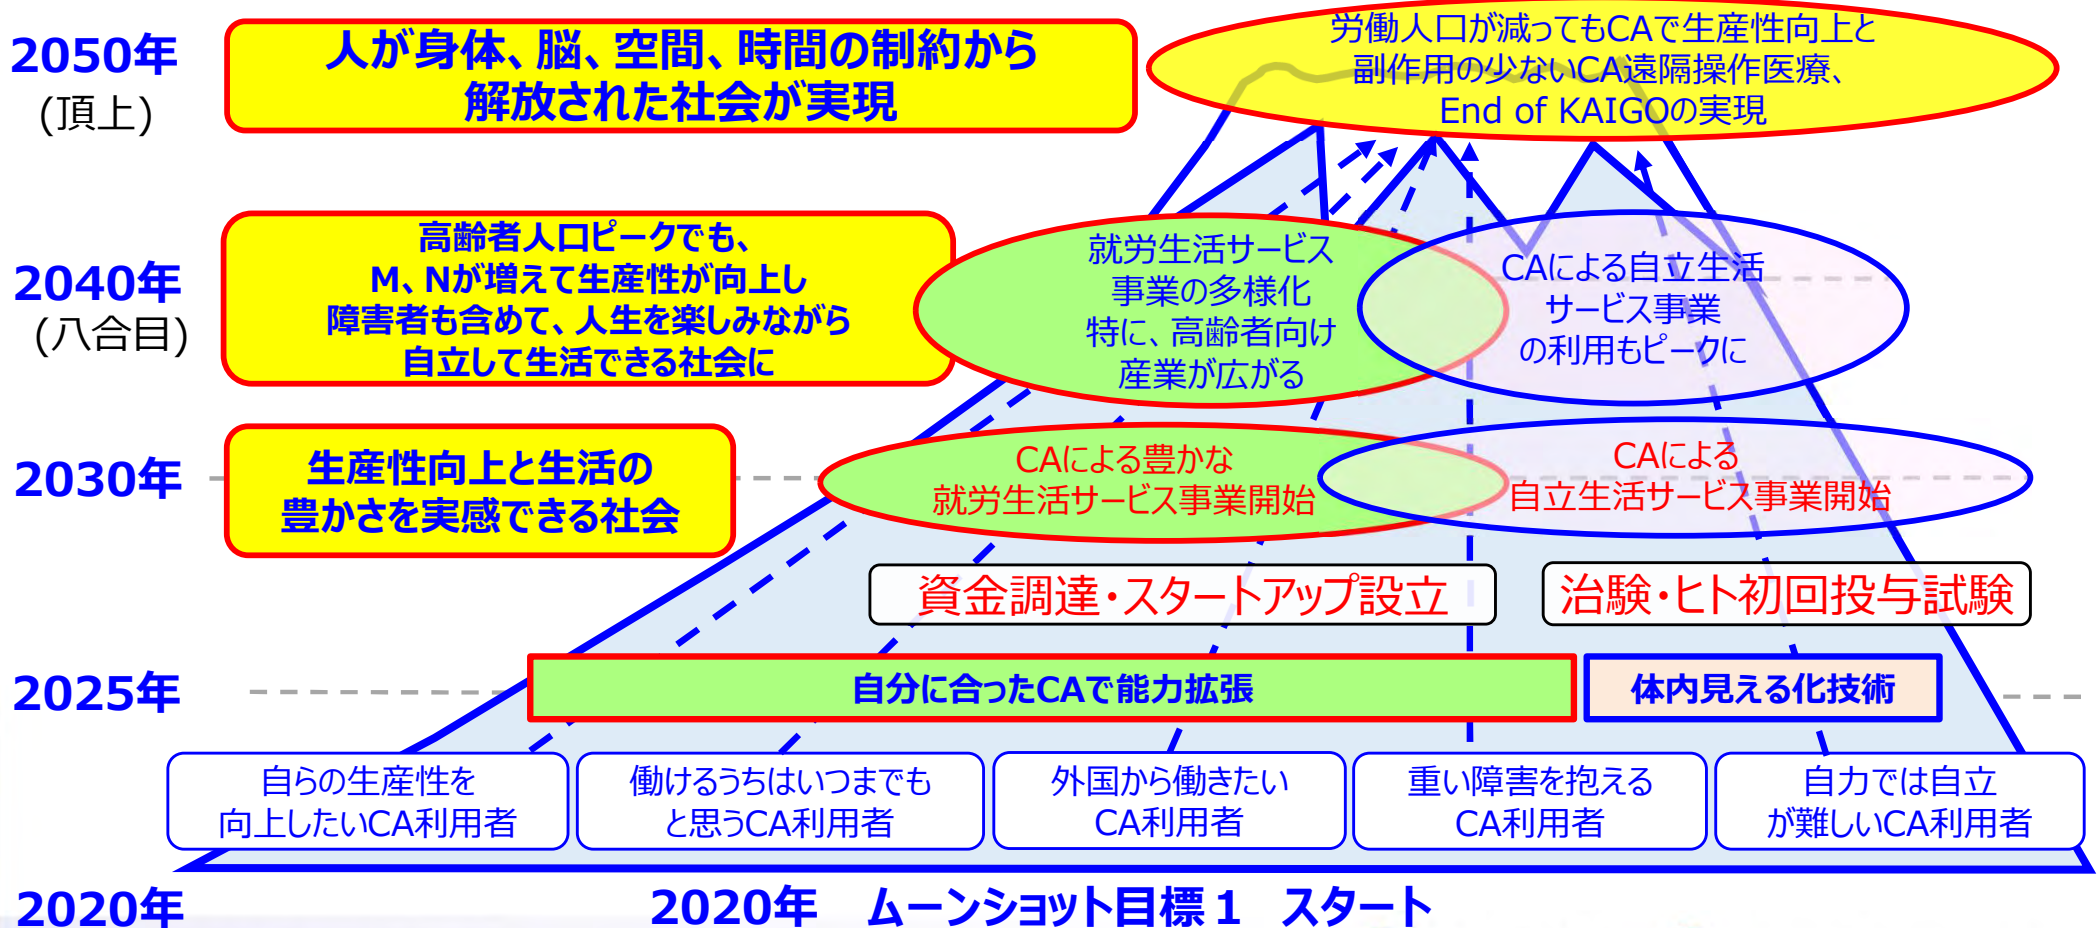 2050年
(頂上)
人が身体、脳、空間、時間の制約から
解放された社会が実現
労働人口が減ってもCAで生産性向上と
副作用の少ないCA遠隔操作医療、
End of KAIGOの実現
2040年
(八合目)
高齢者人口ピークでも、
M、Nが増えて生産性が向上し
障害者も含めて、人生を楽しみながら
自立して生活できる社会に
就労生活サービス
事業の多様化
特に、高齢者向け
産業が広がる
CAによる自立生活
サービス事業
の利用もピークに
2030年
生産性向上と生活の
豊かさを実感できる社会
CAによる豊かな
就労生活サービス事業開始
CAによる
自立生活サービス事業開始
資金調達・スタートアップ設立
治験・ヒト初回投与試験
2025年
自分に合ったCAで能力拡張
体内見える化技術
自らの生産性を
向上したいCA利用者
働けるうちはいつまでも
と思うCA利用者
外国から働きたい
CA利用者
重い障害を抱える
CA利用者
自力では自立
が難しいCA利用者
2020年
2020年 ムーンショット目標1 スタート